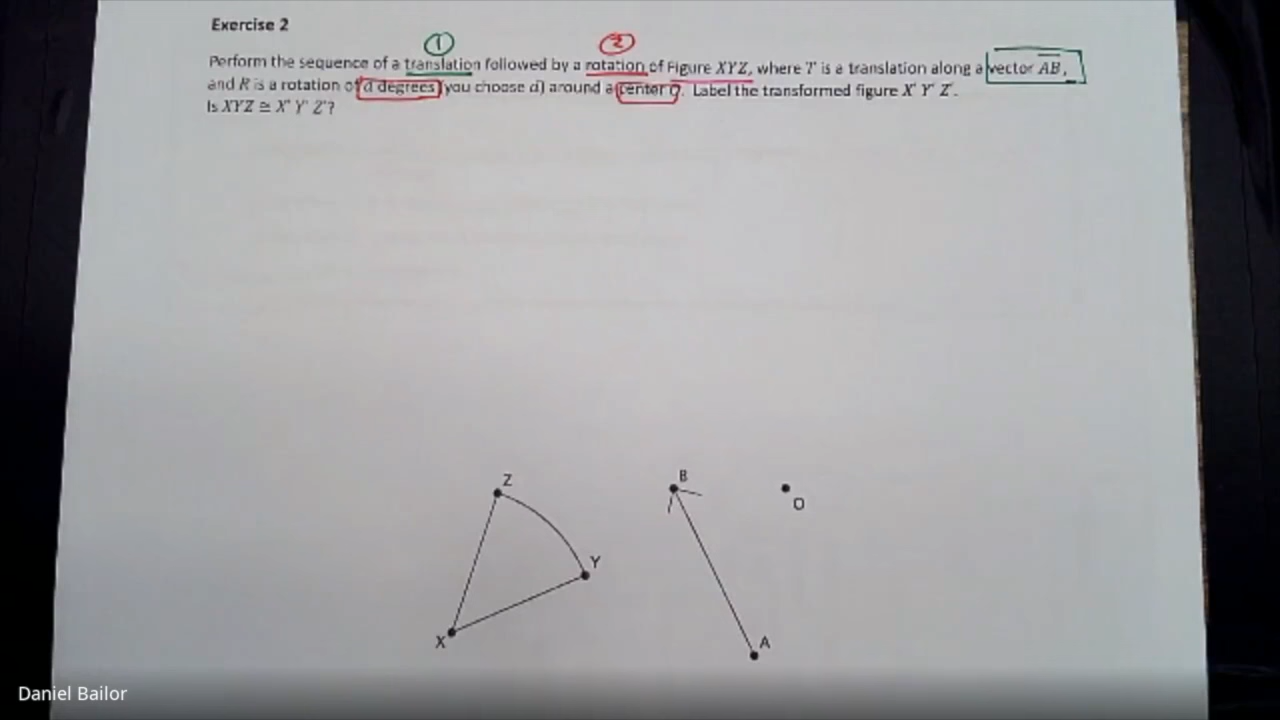 Exercise 2
① ②
Perform the sequence of a translation followed by a rotation of Figure XYZ, where T is a translation along a vector AB,
and R is a rotation of d degrees (you choose d) around a center O. Label the transformed figure X' Y' Z'.
Is XYZ ≅ X' Y' Z'?
Z
B
O
Y
X
A
Daniel Bailor